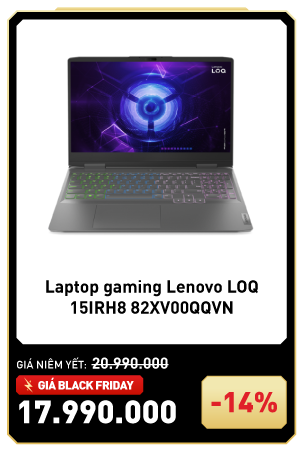 LOQ
Laptop gaming Lenovo LOQ
15IRH8 82XV00QQVN
GIÁ NIÊM YẾT: 20.990.000
GIÁ BLACK FRIDAY
17.990.000
-14%